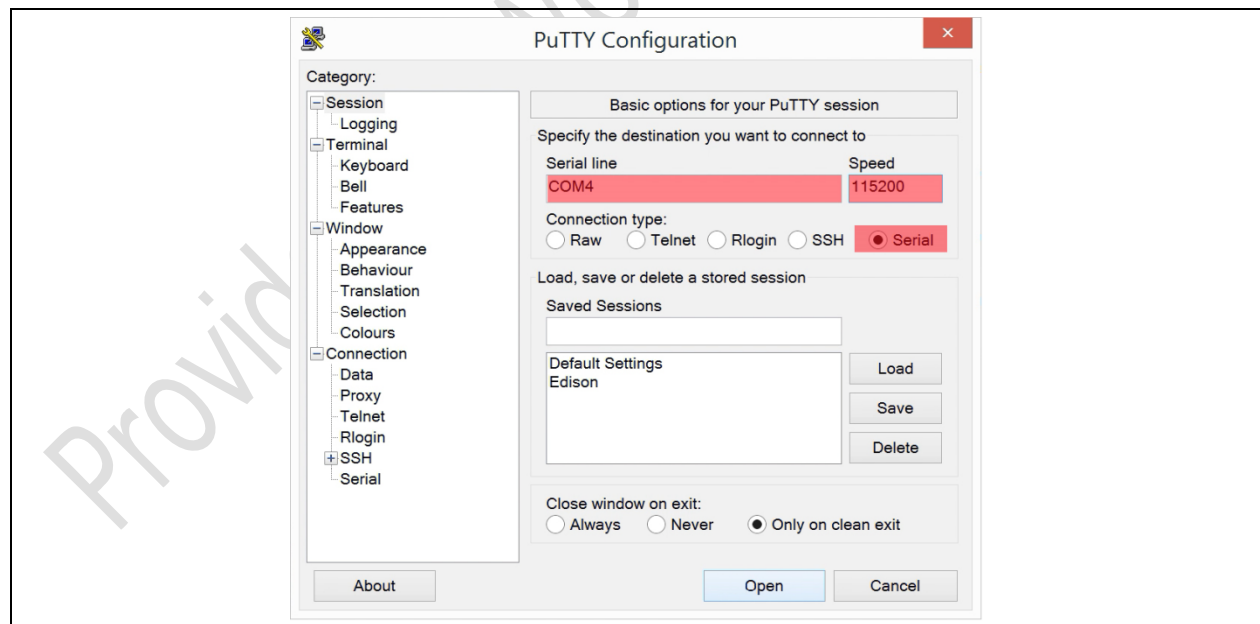 PuTTY Configuration
Category:
Session
Logging
Terminal
Keyboard
Bell
Features
Window
Appearance
Behaviour
Translation
Selection
Colours
Connection
Data
Proxy
Telnet
Rlogin
SSH
Serial
Basic options for your PuTTY session
Specify the destination you want to connect to
Serial line Speed
COM4 115200
Connection type:
Raw Telnet Rlogin SSH Serial
Load, save or delete a stored session
Saved Sessions
Default Settings
Edison
Load
Save
Delete
Close window on exit:
Always Never Only on clean exit
About Open Cancel